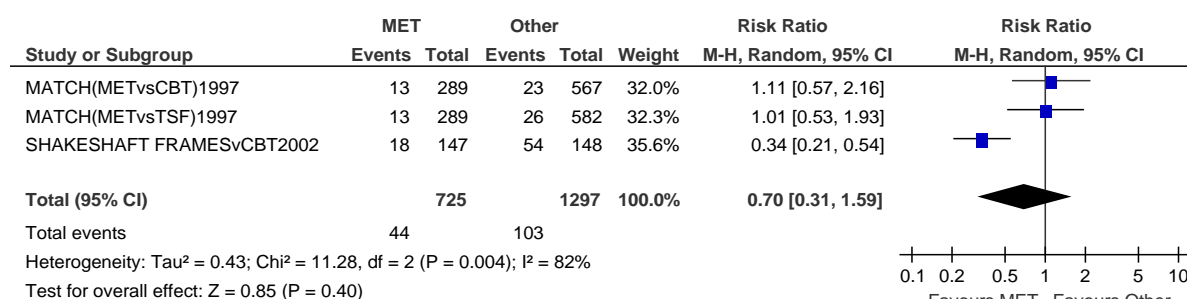 MET Other Risk Ratio Risk Ratio
Study or Subgroup Events Total Events Total Weight M-H, Random, 95% CI M-H, Random, 95% CI
MATCH(METvsCBT)1997 13 289 23 567 32.0% 1.11 [0.57, 2.16]
MATCH(METvsTSF)1997 13 289 26 582 32.3% 1.01 [0.53, 1.93]
SHAKESHAFT FRAMESvCBT2002 18 147 54 148 35.6% 0.34 [0.21, 0.54]
Total (95% CI) 725 1297 100.0% 0.70 [0.31, 1.59]
Total events 44 103
Heterogeneity: Tau² = 0.43; Chi² = 11.28, df = 2 (P = 0.004); I² = 82%
Test for overall effect: Z = 0.85 (P = 0.40)
0.1 0.2 0.5 1 2 5 10
Favours MET Favours Other